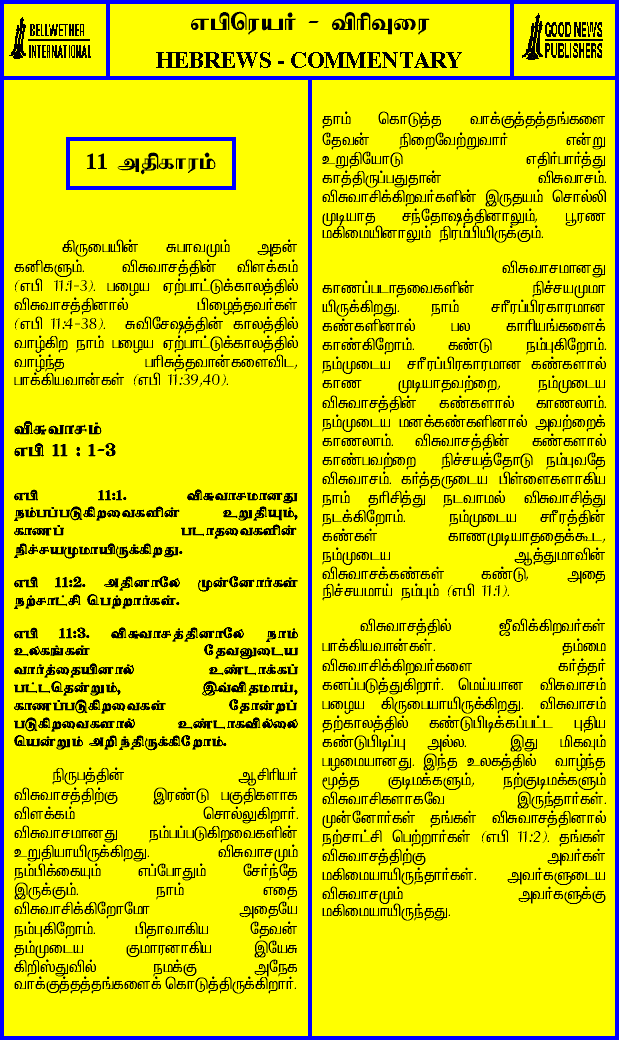 BELLWETHER
INTERNATIONAL
எபிரெயர் - விரிவுரை
HEBREWS - COMMENTARY
GOOD NEWS
PUBLISHERS
11 அதிகாரம்
கிருபையின் சுபாவமும் அதன்
கனிகளும். விசுவாசத்தின் விளக்கம்
(எபி 11:1-3). பழைய ஏற்பாட்டுக்காலத்தில்
விசுவாசத்தினால் பிழைத்தவர்கள்
(எபி 11:4-38). சுவிசேஷத்தின் காலத்தில்
வாழ்கிற நாம் பழைய ஏற்பாட்டுக்காலத்தில்
வாழ்ந்த பரிசுத்தவான்களைவிட,
பாக்கியவான்கள் (எபி 11:39,40).
விசுவாசம்
எபி 11 : 1-3
எபி 11:1. விசுவாசமானது
நம்பப்படுகிறவைகளின் உறுதியும்,
காணப் படாதவைகளின்
நிச்சயமுமாயிருக்கிறது.
எபி 11:2. அதினாலே முன்னோர்கள்
நற்சாட்சி பெற்றார்கள்.
எபி 11:3. விசுவாசத்தினாலே நாம்
உலகங்கள் தேவனுடைய
வார்த்தையினால் உண்டாக்கப்
பட்டதென்றும், இவ்விதமாய்,
காணப்படுகிறவைகள் தோன்றப்
படுகிறவைகளால் உண்டாகவில்லை
யென்றும் அறிந்திருக்கிறோம்.
நிருபத்தின் ஆசிரியர்
விசுவாசத்திற்கு இரண்டு பகுதிகளாக
விளக்கம் சொல்லுகிறார்.
விசுவாசமானது நம்பப்படுகிறவைகளின்
உறுதியாயிருக்கிறது. விசுவாசமும்
நம்பிக்கையும் எப்போதும் சேர்ந்தே
இருக்கும். நாம் எதை
விசுவாசிக்கிறோமோ அதையே
நம்புகிறோம். பிதாவாகிய தேவன்
தம்முடைய குமாரனாகிய இயேசு
கிறிஸ்துவில் நமக்கு அநேக
வாக்குத்தத்தங்களைக் கொடுத்திருக்கிறார்.
தாம் கொடுத்த வாக்குத்தத்தங்களை
தேவன் நிறைவேற்றுவார் என்று
உறுதியோடு எதிர்பார்த்து
காத்திருப்பதுதான் விசுவாசம்.
விசுவாசிக்கிறவர்களின் இருதயம் சொல்லி
முடியாத சந்தோஷத்தினாலும், பூரண
மகிமையினாலும் நிரம்பியிருக்கும்.
விசுவாசமானது
காணப்படாதவைகளின் நிச்சயமுமா
யிருக்கிறது. நாம் சரீரப்பிரகாரமான
கண்களினால் பல காரியங்களைக்
காண்கிறோம். கண்டு நம்புகிறோம்.
நம்முடைய சரீரப்பிரகாரமான கண்களால்
காண முடியாதவற்றை, நம்முடைய
விசுவாசத்தின் கண்களால் காணலாம்.
நம்முடைய மனக்கண்களினால் அவற்றைக்
காணலாம். விசுவாசத்தின் கண்களால்
காண்பவற்றை நிச்சயத்தோடு நம்புவதே
விசுவாசம். கர்த்தருடைய பிள்ளைகளாகிய
நாம் தரிசித்து நடவாமல் விசுவாசித்து
நடக்கிறோம். நம்முடைய சரீரத்தின்
கண்கள் காணமுடியாததைக்கூட,
நம்முடைய ஆத்துமாவின்
விசுவாசக்கண்கள் கண்டு, அதை
நிச்சயமாய் நம்பும் (எபி 11:1).
விசுவாசத்தில் ஜீவிக்கிறவர்கள்
பாக்கியவான்கள். தம்மை
விசுவாசிக்கிறவர்களை கர்த்தர்
கனப்படுத்துகிறார். மெய்யான விசுவாசம்
பழைய கிருபையாயிருக்கிறது. விசுவாசம்
தற்காலத்தில் கண்டுபிடிக்கப்பட்ட புதிய
கண்டுபிடிப்பு அல்ல. இது மிகவும்
பழமையானது. இந்த உலகத்தில் வாழ்ந்த
மூத்த குடிமக்களும், நற்குடிமக்களும்
விசுவாசிகளாகவே இருந்தார்கள்.
முன்னோர்கள் தங்கள் விசுவாசத்தினால்
நற்சாட்சி பெற்றார்கள் (எபி 11:2). தங்கள்
விசுவாசத்திற்கு அவர்கள்
மகிமையாயிருந்தார்கள். அவர்களுடைய
விசுவாசமும் அவர்களுக்கு
மகிமையாயிருந்தது.